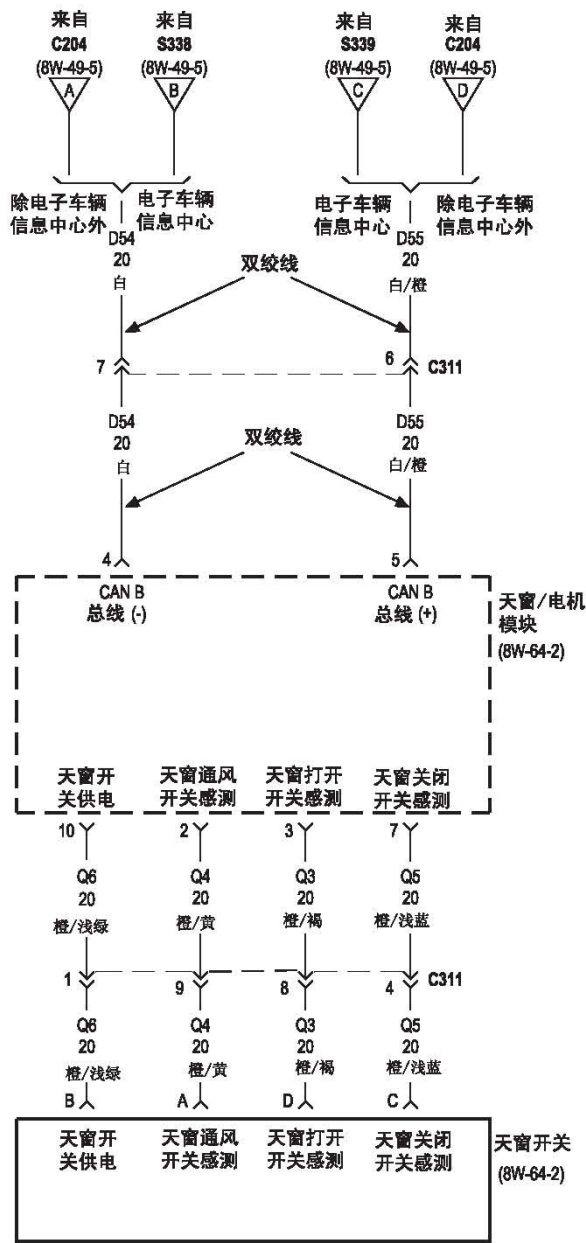 来自 来自 来自 来自
C204 S338 S339 C204
(8W-49-5) (8W-49-5) (8W-49-5) (8W-49-5)
A B C D
除电子车辆 电子车辆 电子车辆 除电子车辆
信息中心外 信息中心 信息中心 信息中心外
D54 D55
20 20
白 双绞线 白/橙
7 6 C311
D54 D55
20 双绞线 20
白 白/橙
4 5
CAN B CAN B
总线 (-) 总线 (+)
天窗/电机
模块
(8W-64-2)
天窗开 天窗通风 天窗打开 天窗关闭
关供电 开关感测 开关感测 开关感测
10 2 3 7
Q6 Q4 Q3 Q5
20 20 20 20
橙/浅绿 橙/黄 橙/褐 橙/浅蓝
1 9 8 4 C311
Q6 Q4 Q3 Q5
20 20 20 20
橙/浅绿 橙/黄 橙/褐 橙/浅蓝
B A D C
天窗开 天窗通风 天窗打开 天窗关闭
关供电 开关感测 开关感测 开关感测
天窗开关
(8W-64-2)